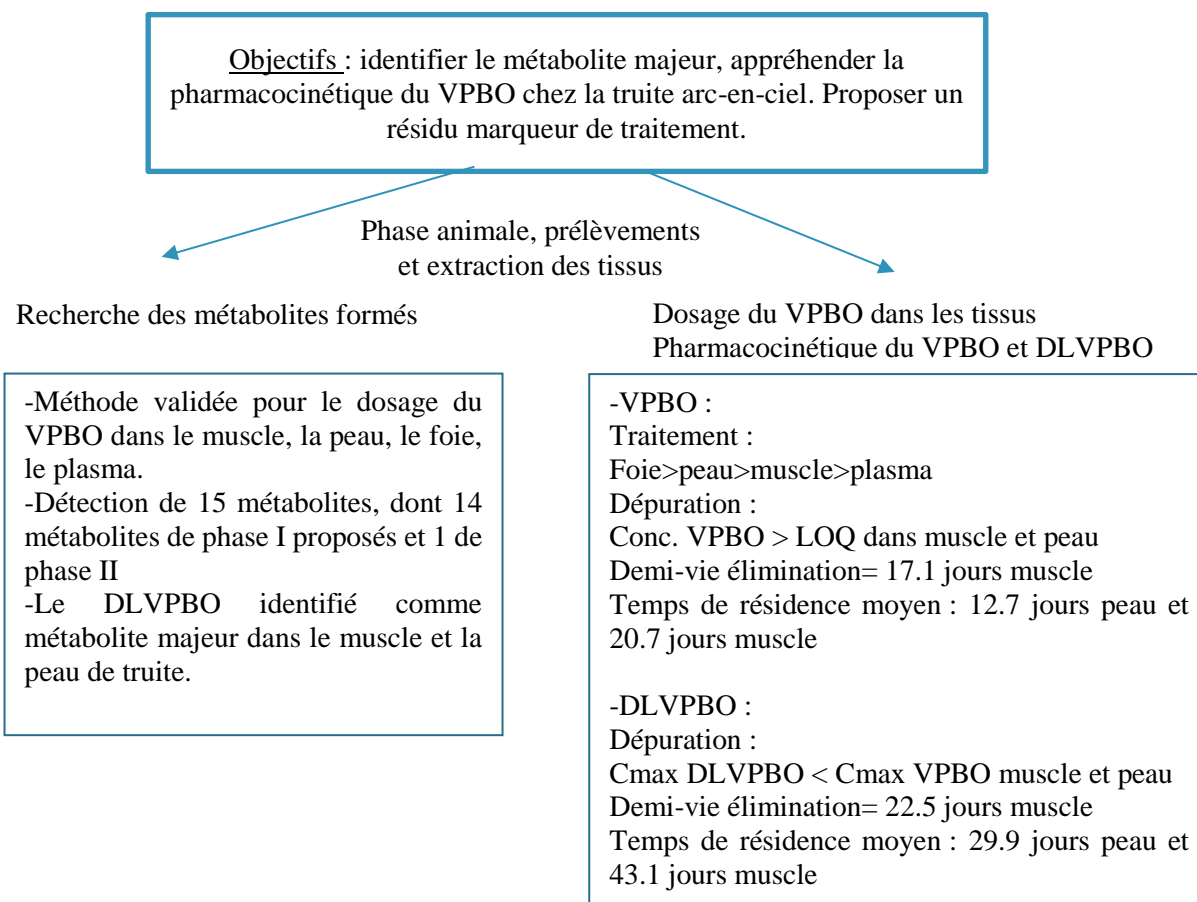 Objectifs : identifier le métabolite majeur, appréhender la
pharmacocinétique du VPBO chez la truite arc-en-ciel. Proposer un
résidu marqueur de traitement.
Phase animale, prélèvements
et extraction des tissus
Recherche des métabolites formés
-Méthode validée pour le dosage du
VPBO dans le muscle, la peau, le foie,
le plasma.
-Détection de 15 métabolites, dont 14
métabolites de phase I proposés et 1 de
phase II
-Le DLVPBO identifié comme
métabolite majeur dans le muscle et la
peau de truite.
Dosage du VPBO dans les tissus
Pharmacocinétique du VPBO et DLVPBO
-VPBO :
Traitement :
Foie>peau>muscle>plasma
Dépuration :
Conc. VPBO > LOQ dans muscle et peau
Demi-vie élimination= 17.1 jours muscle
Temps de résidence moyen : 12.7 jours peau et
20.7 jours muscle
-DLVPBO :
Dépuration :
Cmax DLVPBO < Cmax VPBO muscle et peau
Demi-vie élimination= 22.5 jours muscle
Temps de résidence moyen : 29.9 jours peau et
43.1 jours muscle